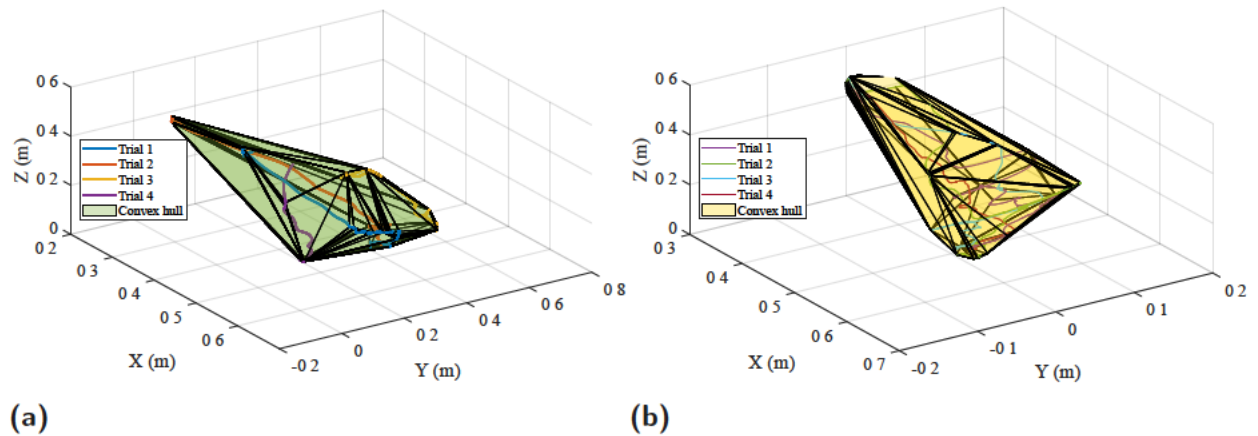 0 6
0 4
0 2
0
Z (m)
Trial 1
Trial 2
Trial 3
Trial 4
Convex hull
0 2
0 3
0 4
0 5
0 6
X (m)
-0 2
0
0 2
0 4
0 6
0 8
Y (m)
(a)
0 6
0 4
0 2
0
Z (m)
Trial 1
Trial 2
Trial 3
Trial 4
Convex hull
0 3
0 4
0 5
0 6
0 7
X (m)
-0 2
-0 1
0
0 1
0 2
Y (m)
(b)